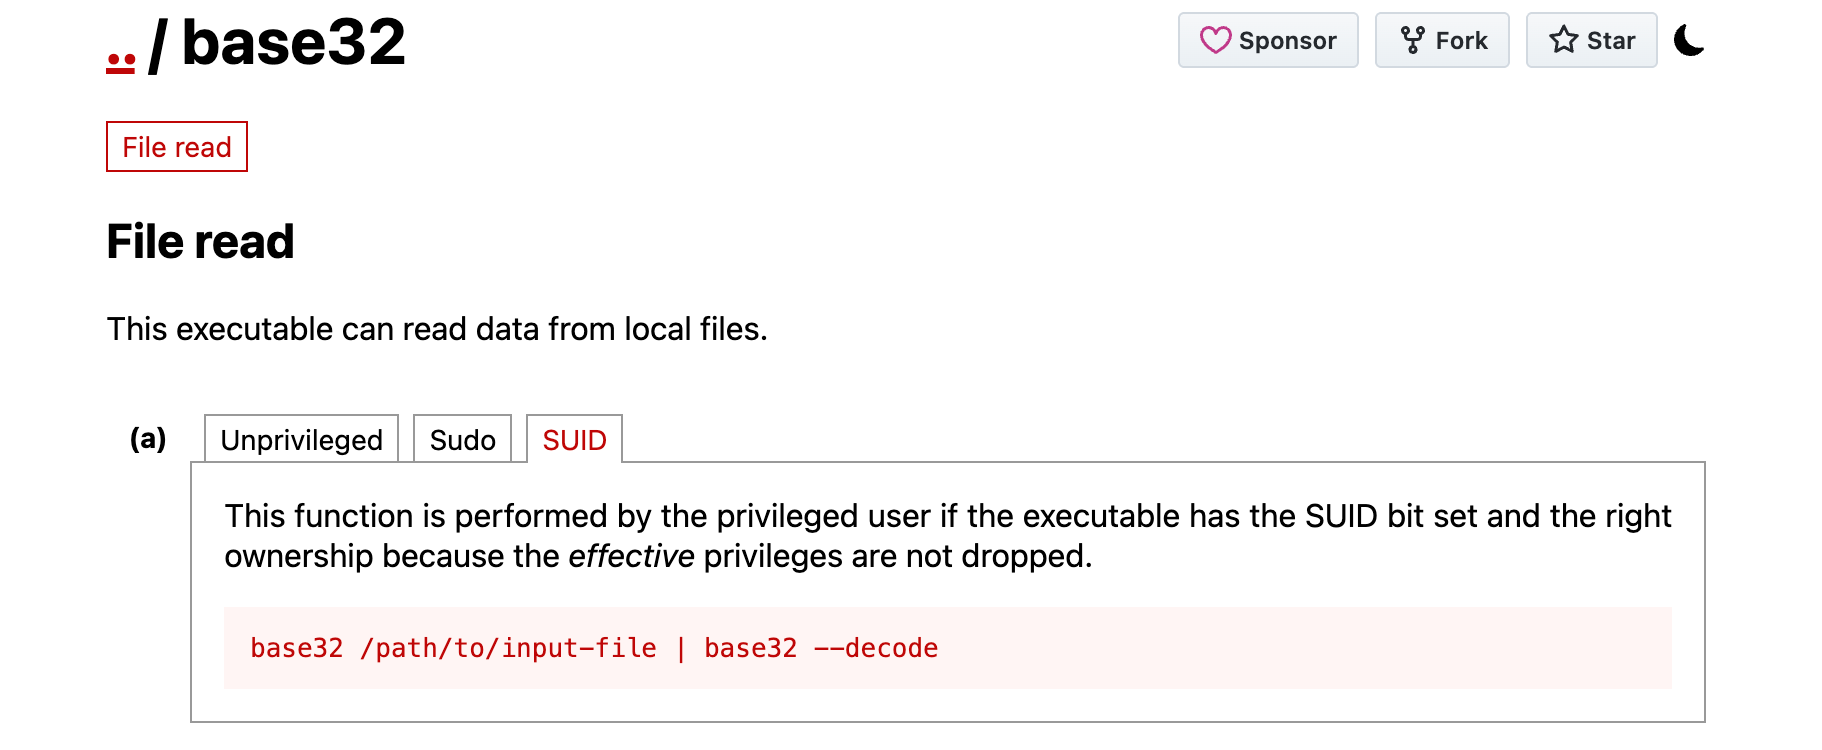 .. / base32
Sponsor
Fork
Star
File read
File read
This executable can read data from local files.
(a)
Unprivileged
Sudo
SUID
This function is performed by the privileged user if the executable has the SUID bit set and the right
ownership because the effective privileges are not dropped.
base32 /path/to/input-file | base32 --decode